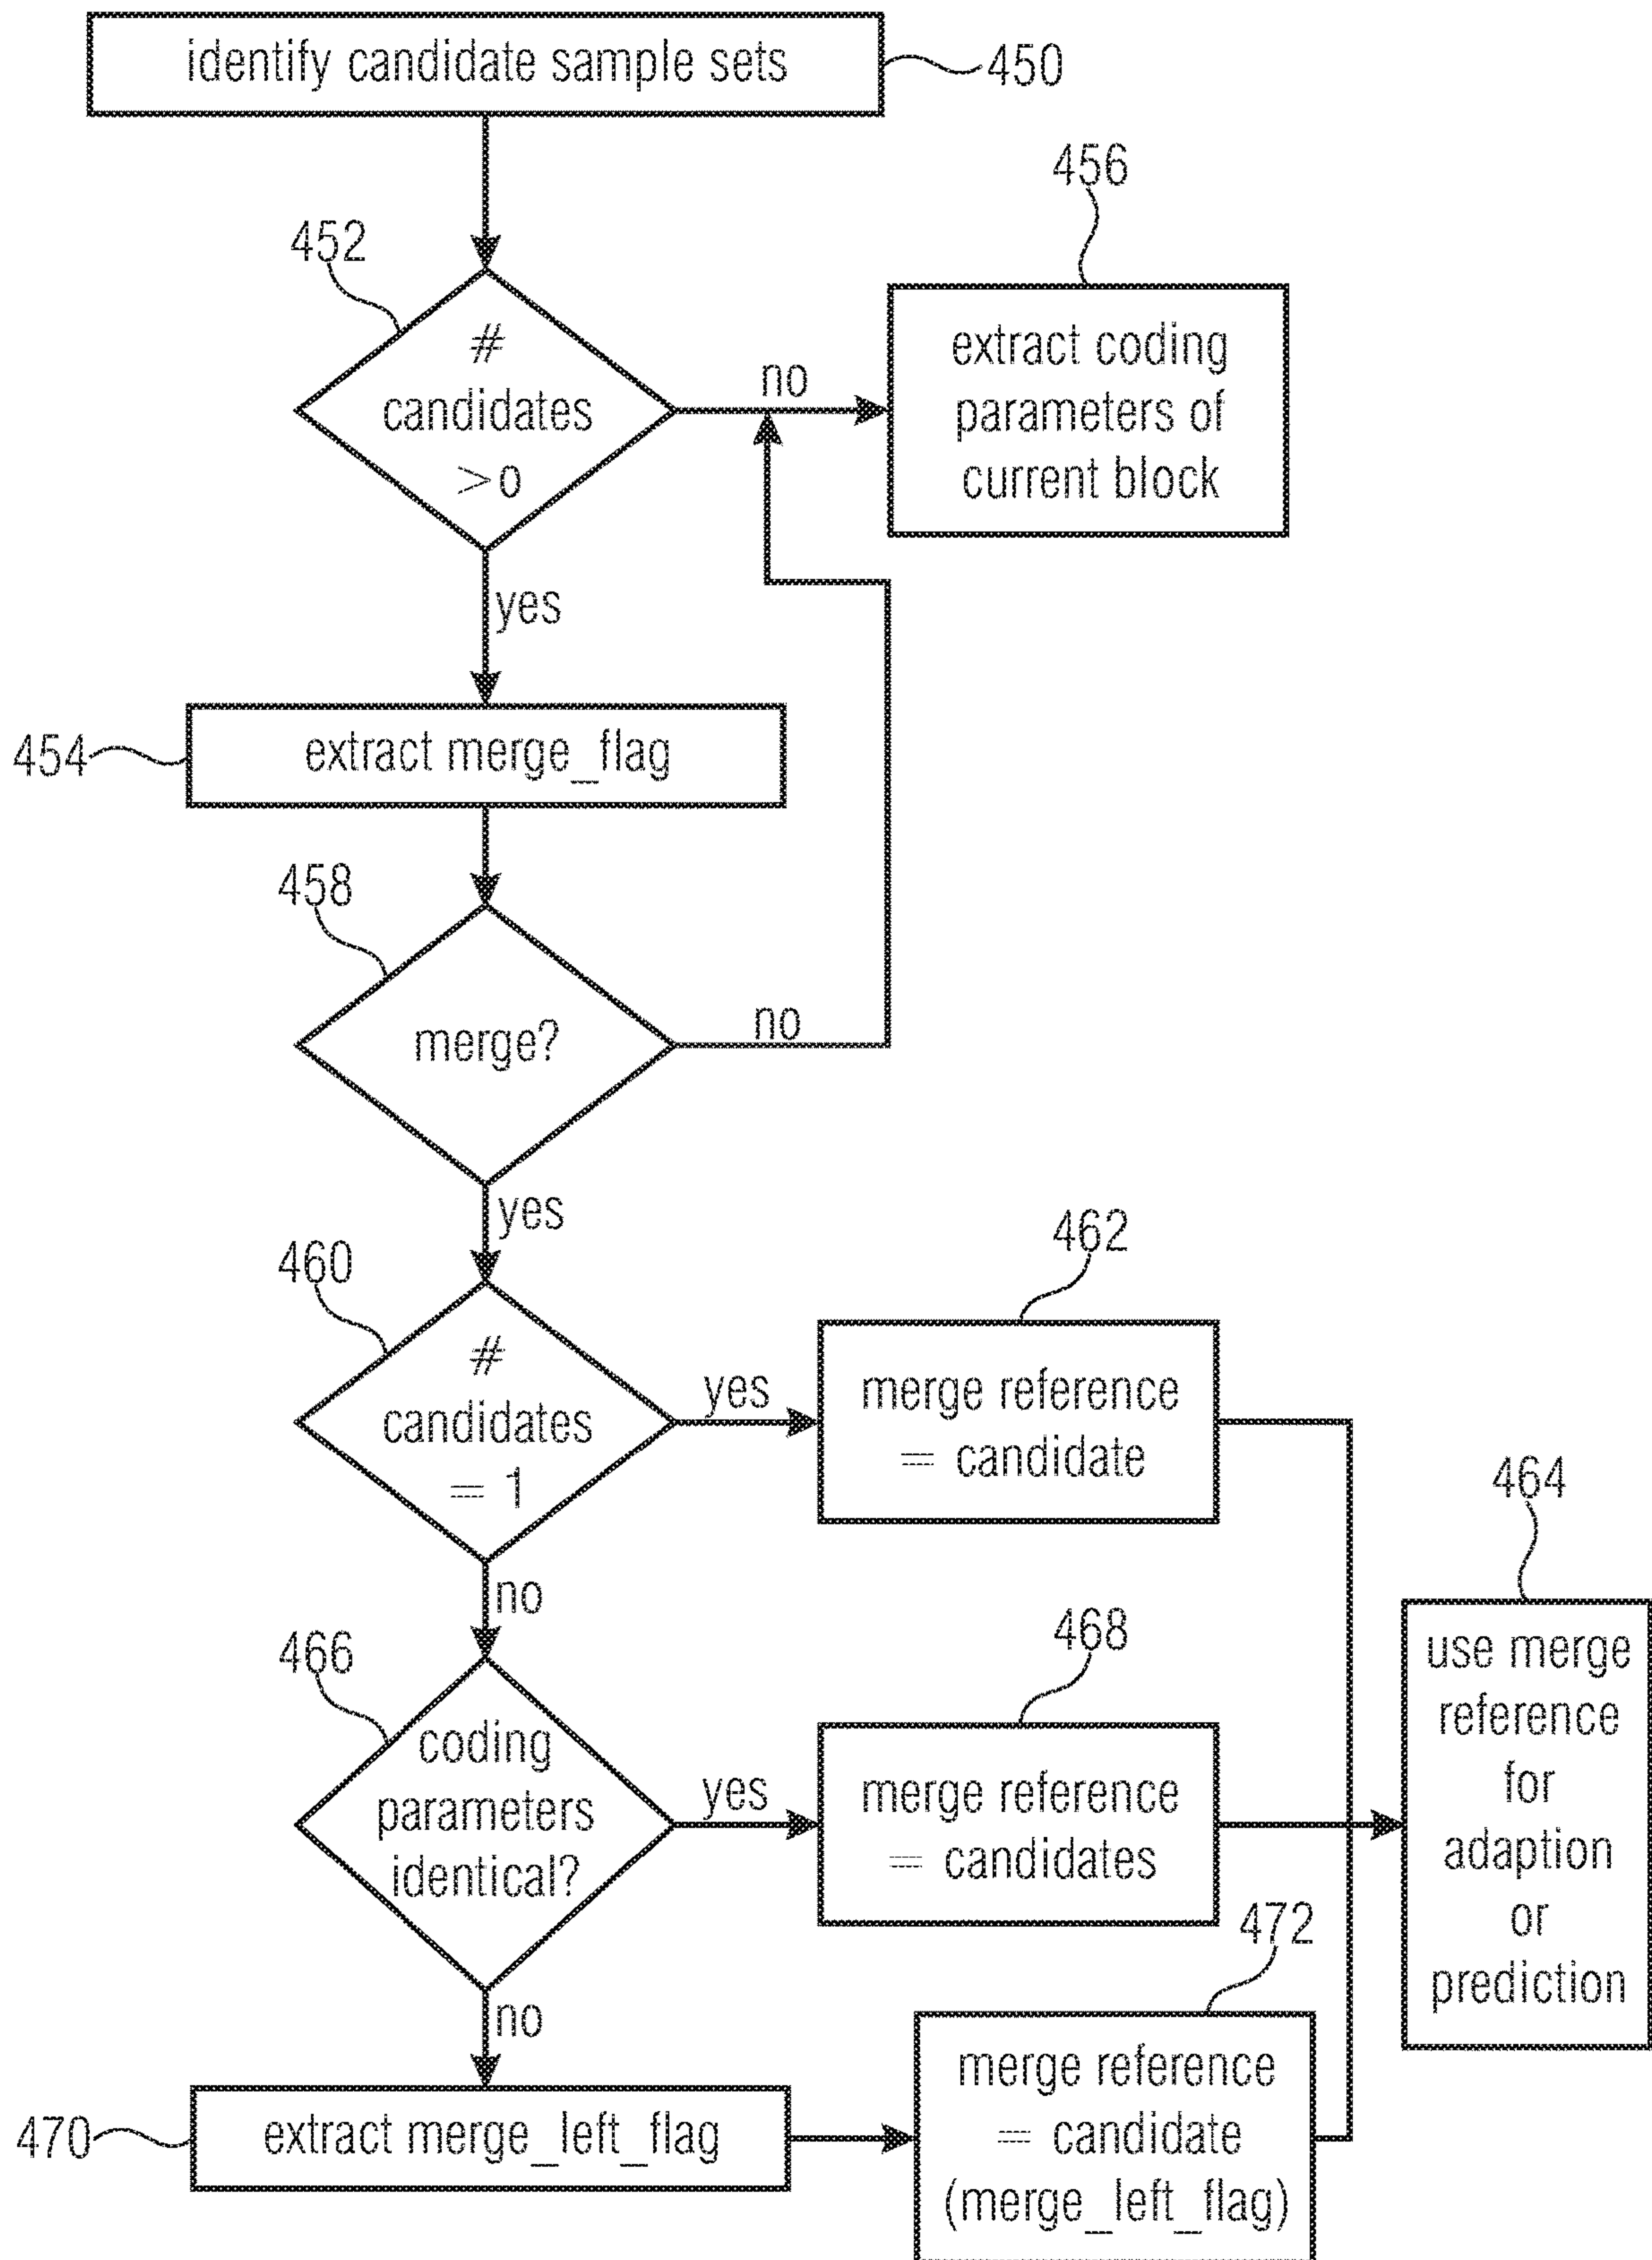 identify candidate sample sets
450
456
452
#
candidates
>o
no
extract coding
parameters of
current block
yes
454
extract merge_flag
458
merge?
no
yes
460
462
#
candidates
= 1
yes
merge reference
= candidate
464
no
466
468
coding
parameters
identical?
yes
merge reference
= candidates
use merge
reference
for
adaption
or
prediction
472
no
470
extract merge_left_flag
merge reference
= candidate
(merge_left_flag)